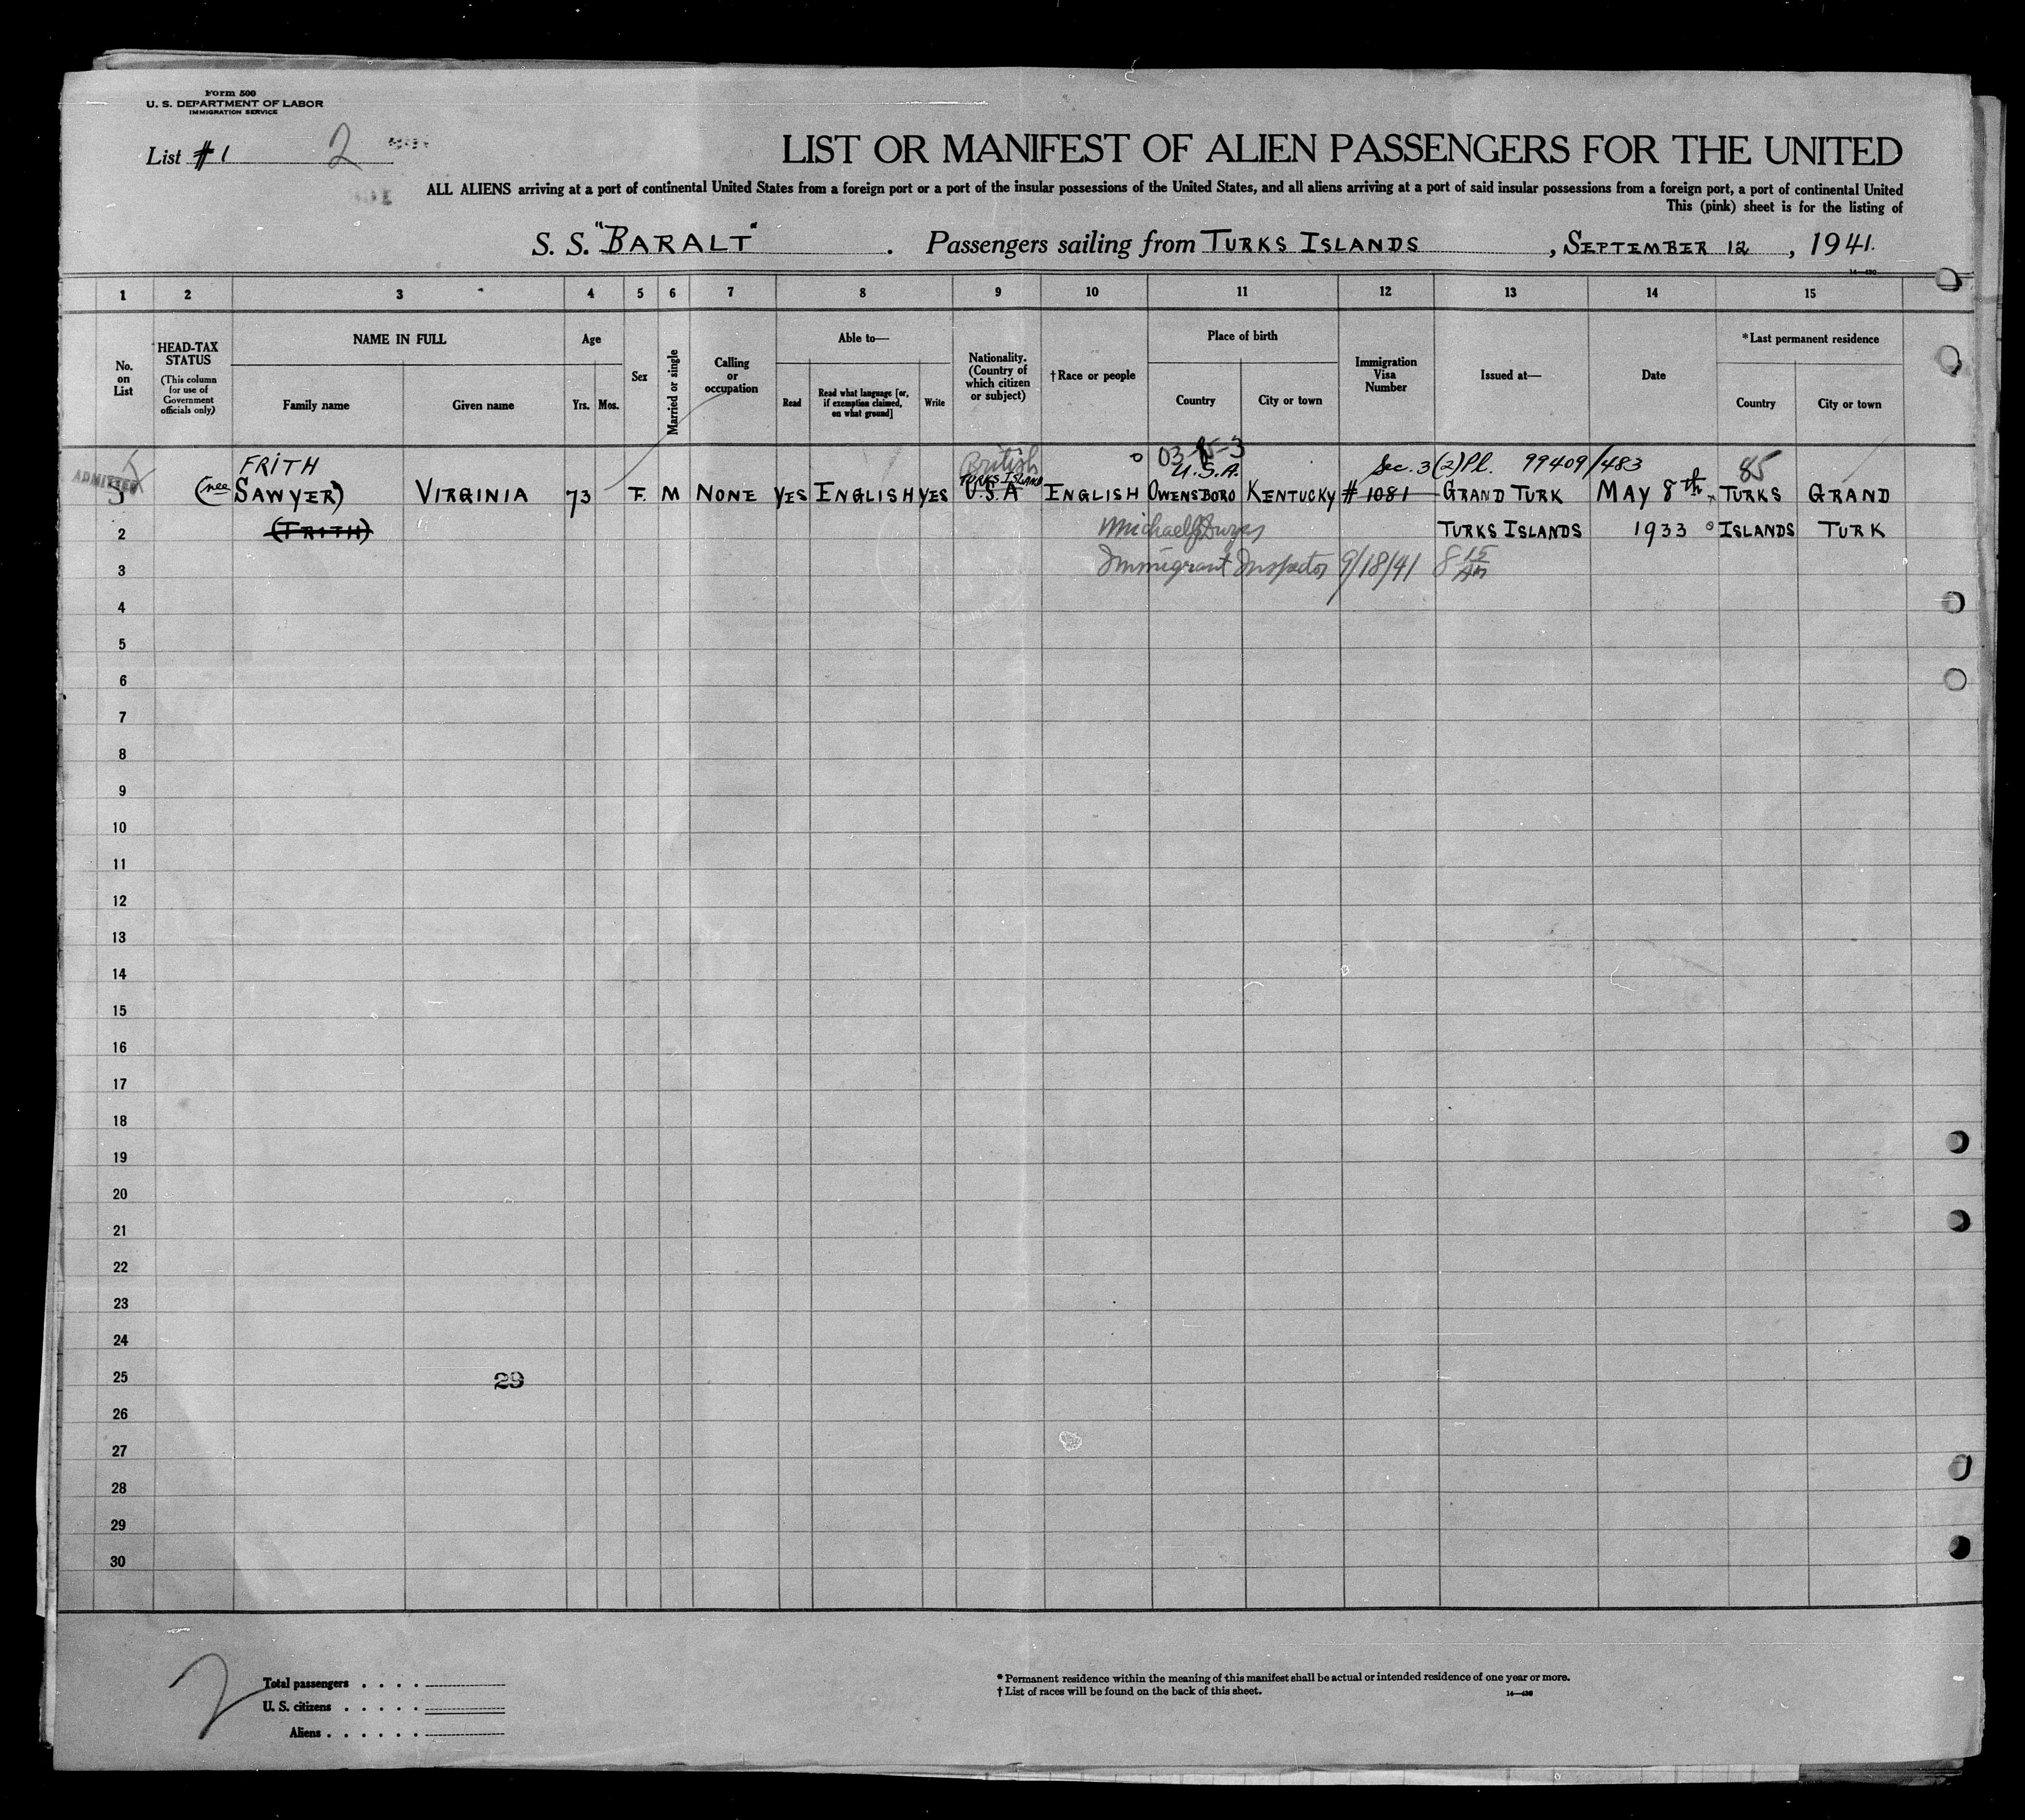 Form 500
U. S. DEPARTMENT OF LABOR
IMMIGRATION SERVICE
List #1 2
LIST OR MANIFEST OF ALIEN PASSENGERS FOR THE UNITED
ALL ALIENS arriving at a port of continental United States from a foreign port or a port of the insular possessions of the United States, and all aliens arriving at a port of said insular possessions from a foreign port, a port of continental United
This (pink) sheet is for the listing of
S. S. "BARALT" . Passengers sailing from TURKS ISLANDS , SEPTEMBER 12 , 1941.
14—430
1 2 3 4 5 6 7 8 9 10 11 12 13 14 15
No. on List
HEAD-TAX STATUS
(This column for use of Government officials only)
NAME IN FULL
Family name Given name
Age
Yrs. Mos.
Sex
Married or single
Calling or occupation
Able to—
Read
Read what language [or, if exemption claimed, on what ground]
Write
Nationality. (Country of which citizen or subject)
†Race or people
Place of birth
Country City or town
Immigration Visa Number
Issued at—
Date
*Last permanent residence
Country City or town
FRITH British U.S.A. Sec. 3 (2) Pl. 99409/483 85
TURKS ISLAND
ADMITTED 1 (nee SAWYER) VIRGINIA 73 F. M NONE YES ENGLISH YES U.S.A ENGLISH OWENSBORO KENTUCKY # 1081 GRAND TURK MAY 8th TURKS GRAND
2 (FRITH) TURKS ISLANDS 1933 ISLANDS TURK
3 Immigrant Inspector 9/18/41 8 15 AM
4
5
6
7
8
9
10
11
12
13
14
15
16
17
18
19
20
21
22
23
24
25 29
26
27
28
29
30
2
Total passengers
U. S. citizens
Aliens
* Permanent residence within the meaning of this manifest shall be actual or intended residence of one year or more.
† List of races will be found on the back of this sheet. 14—430